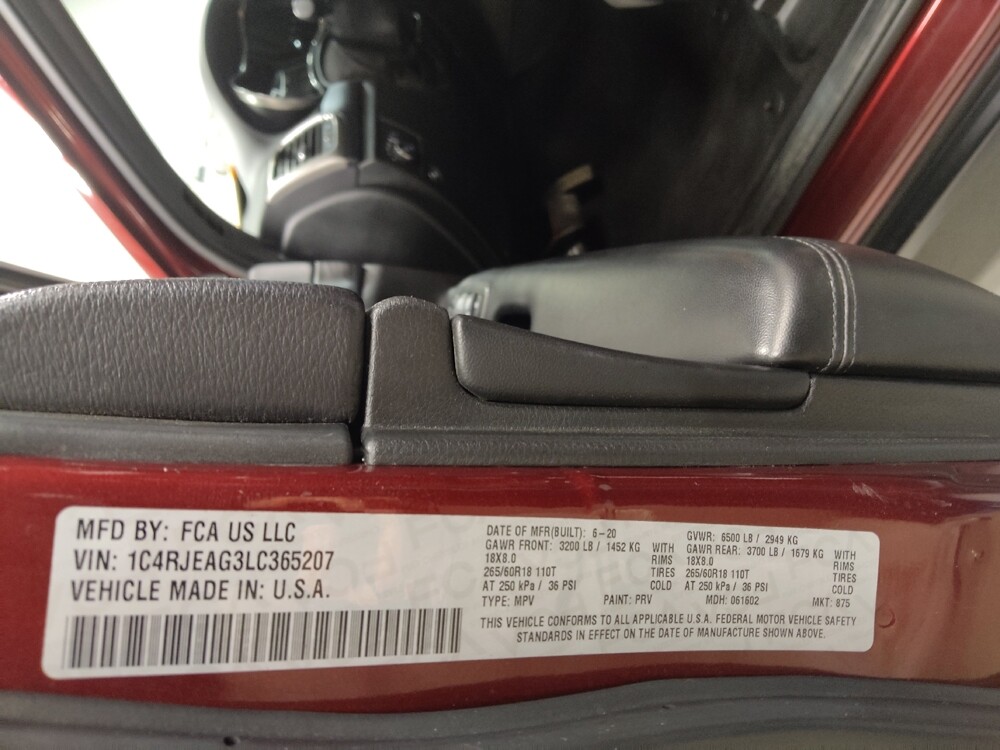 MFD BY: FCA US LLC
VIN: 1C4RJEAG3LC365207
VEHICLE MADE IN: U.S.A.
DATE OF MFR(BUILT): 6-20
GAWR FRONT: 3200 LB / 1452 KG WITH
18X8.0 RIMS
265/60R18 110T TIRES
AT 250 kPa / 36 PSI COLD
GVWR: 6500 LB / 2949 KG
GAWR REAR: 3700 LB / 1679 KG WITH
18X8.0 RIMS
265/60R18 110T TIRES
AT 250 kPa / 36 PSI COLD
TYPE: MPV PAINT: PRV MDH: 061602 MKT: 875
THIS VEHICLE CONFORMS TO ALL APPLICABLE U.S.A. FEDERAL MOTOR VEHICLE SAFETY
STANDARDS IN EFFECT ON THE DATE OF MANUFACTURE SHOWN ABOVE.